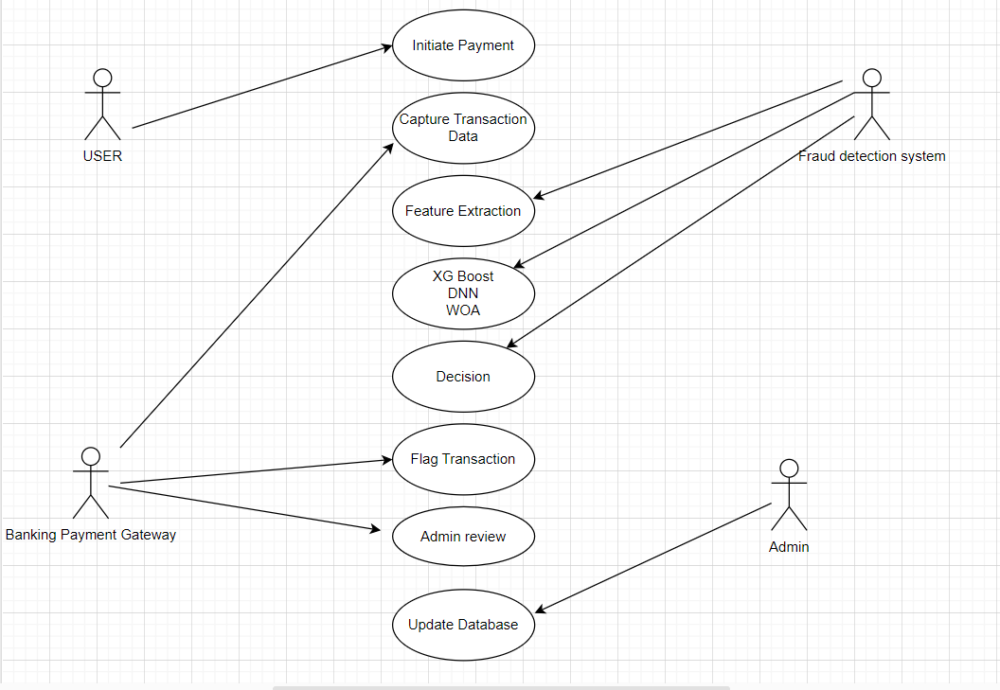 Initiate Payment
USER
Capture Transaction
Data
Fraud detection system
Feature Extraction
XG Boost
DNN
WOA
Decision
Flag Transaction
Banking Payment Gateway
Admin review
Admin
Update Database